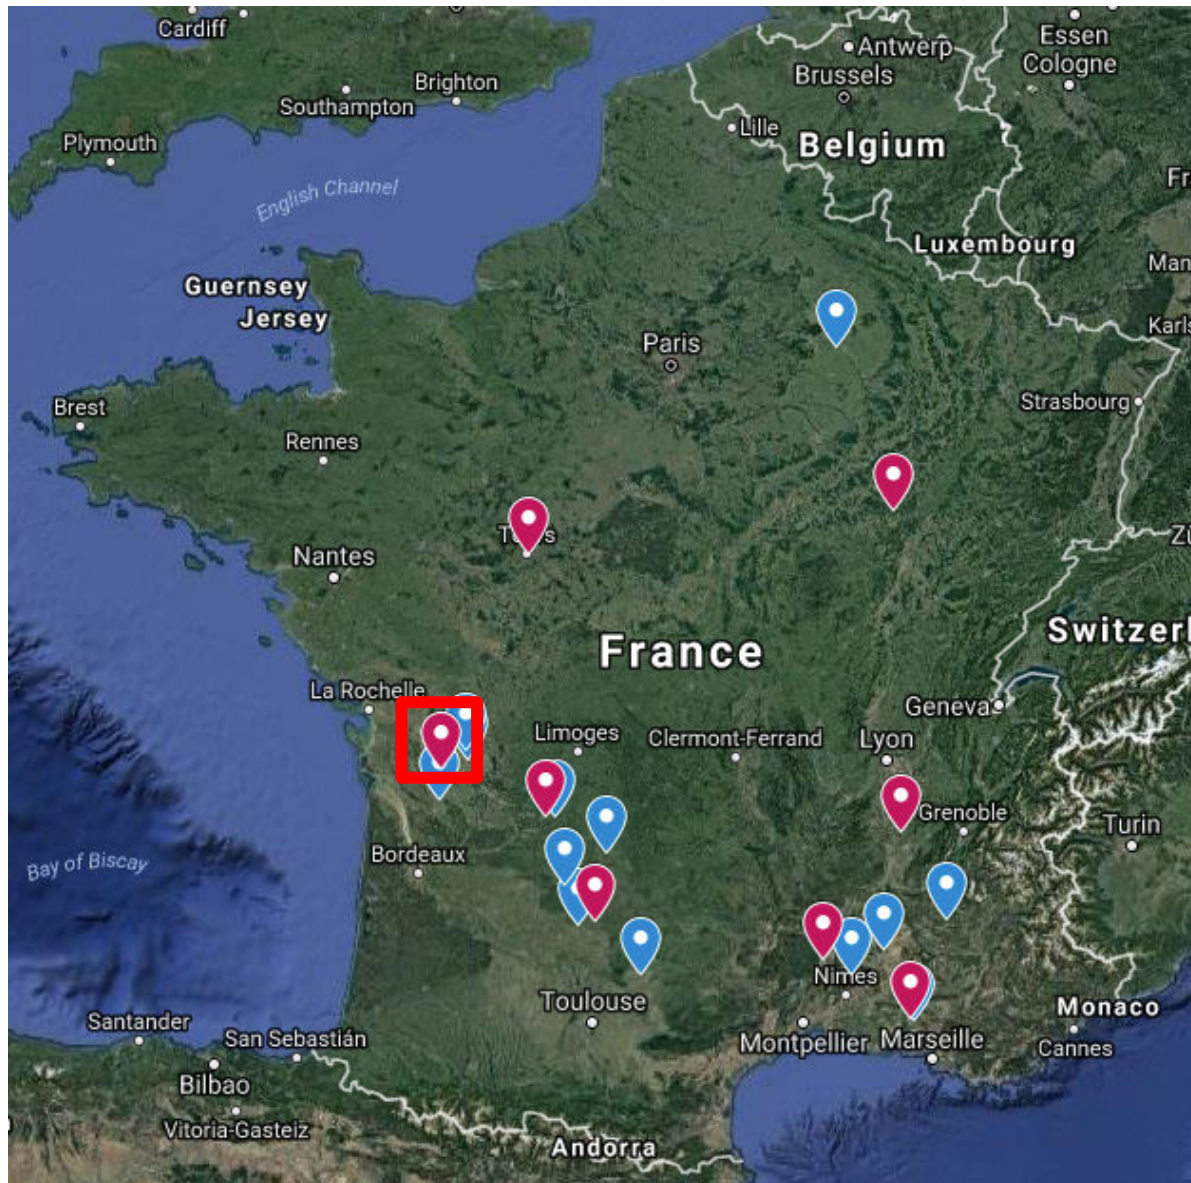 Cardiff
Essen
Antwerp
Cologne
Brussels
Brighton
Southampton
Lille
Plymouth
Belgium
Fr
English Channel
Luxembourg
Man
Guernsey
Jersey
Karls
Paris
Strasbourg
Brest
Rennes
Nantes
France
Switzerl
La Rochelle
Geneva
Limoges
Clermont-Ferrand
Lyon
Grenoble
Turin
Bordeaux
Bay of Biscay
Nîmes
Toulouse
Monaco
Santander
San Sebastián
Montpellier
Marseille
Cannes
Bilbao
Vitoria-Gasteiz
Andorra